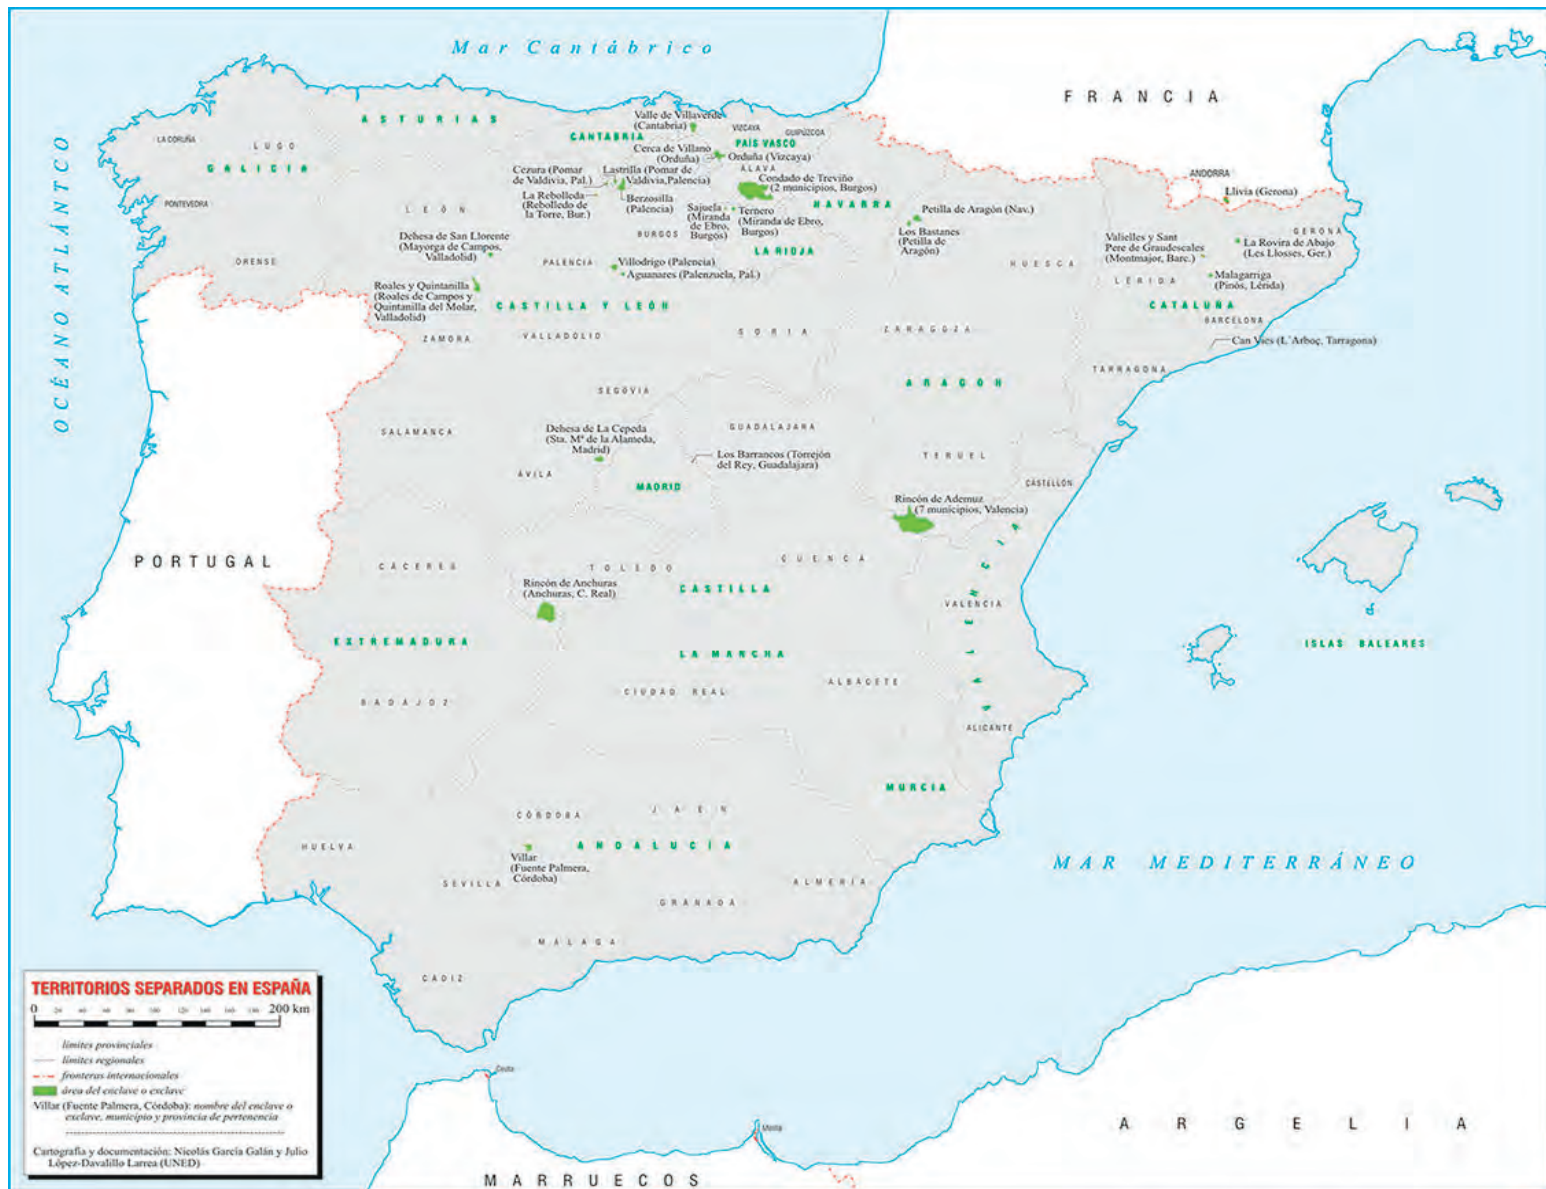 Mar Cantábrico
FRANCIA
OCÉANO ATLÁNTCO
ASTURIAS
CANTABRIA
Valle de Villaverde
(Cantabria)
VIZCAYA
GUIPÚZCOA
PAÍS VASCO
LA CORUÑA
LUGO
GALICIA
Cerca de Villano
(Orduña)
Orduña (Vizcaya)
ÁLAVA
Cezura (Pomar
de Valdivia, Pal.)
Lastrilla (Pomar de
Valdivia,Palencia)
Condado de Treviño
(2 municipios, Burgos)
ANDORRA
Llivia (Gerona)
PONTEVEDRA
LEÓN
La Rebolleda
(Rebolledo de
la Torre, Bur.)
Berzosilla
(Palencia)
Sajuela
(Miranda
de Ebro,
Burgos)
Ternero
(Miranda de Ebro,
Burgos)
NAVARRA
Petilla de Aragón (Nav.)
Los Bastanes
(Petilla de
Aragón)
BURGOS
LA RIOJA
GERONA
Dehesa de San Llorente
(Mayorga de Campos,
Valladolid)
Valielles y Sant
Pere de Graudescales
(Montmajor, Barc.)
La Rovira de Abajo
(Les Llosses, Ger.)
ORENSE
PALENCIA
Villodrigo (Palencia)
Aguanares (Palenzuela, Pal.)
HUESCA
LÉRIDA
Malagarriga
(Pinós, Lérida)
Roales y Quintanilla
(Roales de Campos y
Quintanilla del Molar,
Valladolid)
CASTILLA Y LEÓN
CATALUÑA
BARCELONA
ZAMORA
VALLADOLID
SORIA
ZARAGOZA
Can Vies (L´Arboç, Tarragona)
TARRAGONA
ARAGÓN
SEGOVIA
SALAMANCA
Dehesa de La Cepeda
(Sta. Mª de la Alameda,
Madrid)
GUADALAJARA
Los Barrancos (Torrejón
del Rey, Guadalajara)
TERUEL
ÁVILA
MADRID
CASTELLÓN
Rincón de Ademuz
(7 municipios, Valencia)
PORTUGAL
CÁCERES
TOLEDO
CUENCA
Rincón de Anchuras
(Anchuras, C. Real)
CASTILLA
LA MANCHA
VALENCIA
VALENCIANA
EXTREMADURA
ISLAS BALEARES
BADAJOZ
CIUDAD REAL
ALBACETE
ALICANTE
MURCIA
CÓRDOBA
JAÉN
HUELVA
Villar
(Fuente Palmera,
Córdoba)
ANDALUCÍA
SEVILLA
GRANADA
ALMERÍA
MÁLAGA
CÁDIZ
MAR MEDITERRÁNEO
Ceuta
Melilla
MARRUECOS
ARGELIA
TERRITORIOS SEPARADOS EN ESPAÑA
0 20 40 60 80 100 120 140 160 180 200 km
límites provinciales
límites regionales
fronteras internacionales
área del enclave o exclave
Villar (Fuente Palmera, Córdoba): nombre del enclave o
exclave, municipio y provincia de pertenencia
Cartografía y documentación: Nicolás García Galán y Julio
López-Davalillo Larrea (UNED)